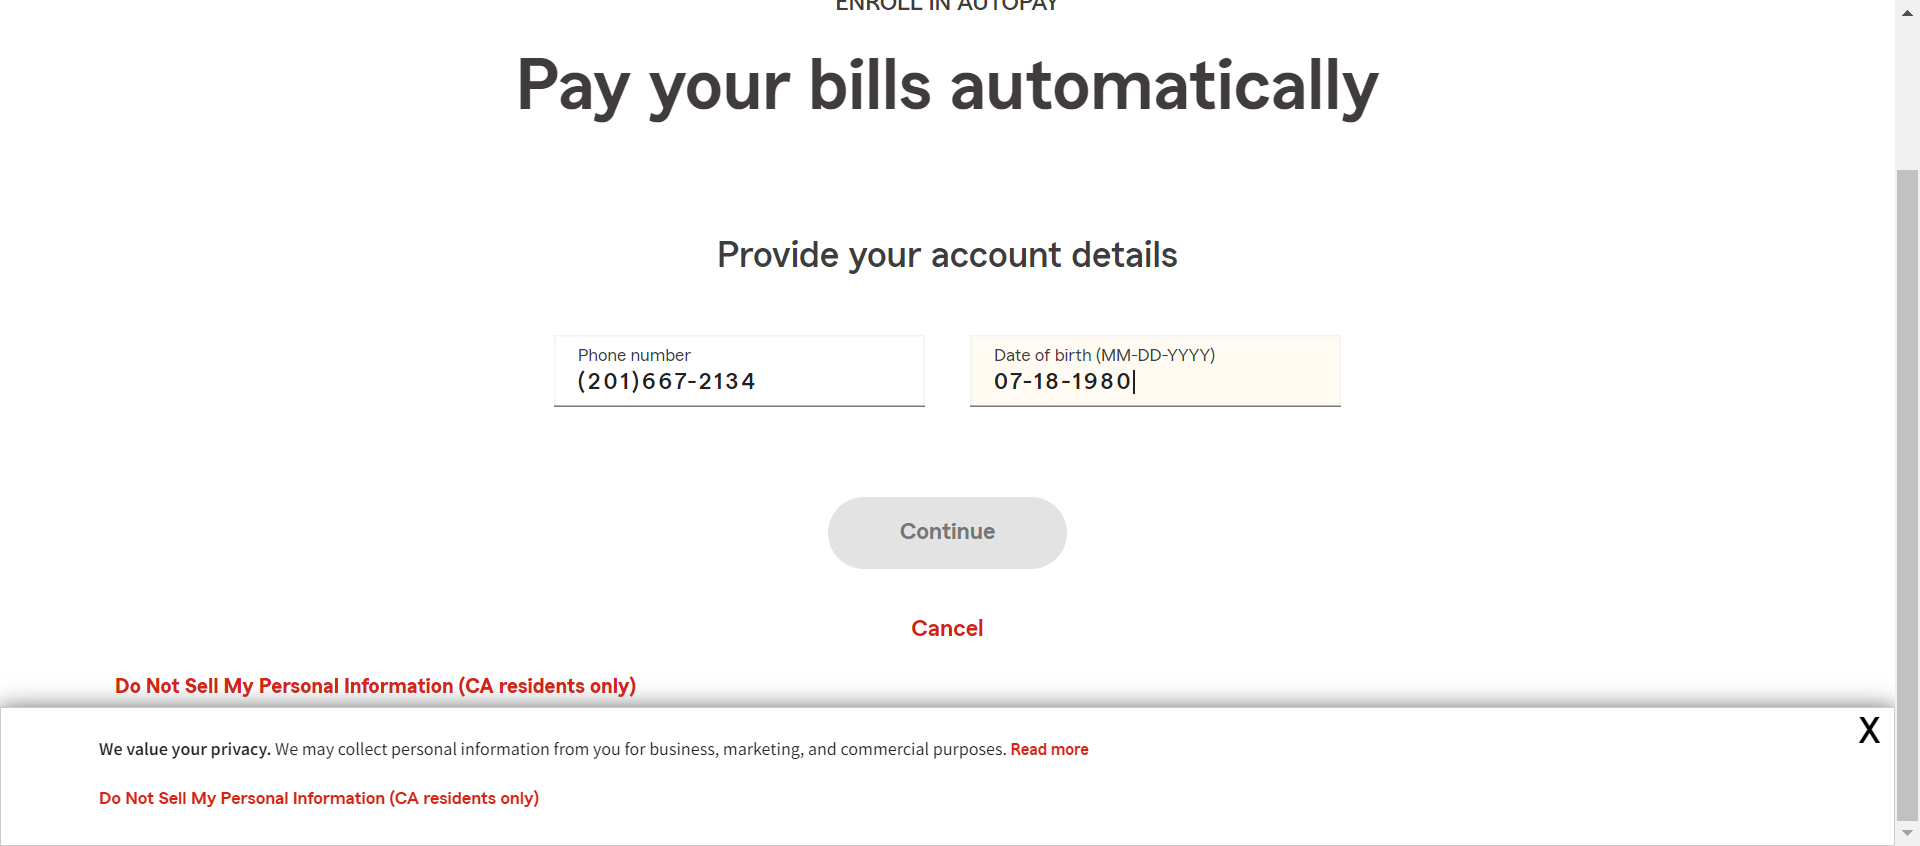 ENROLL IN AUTOPAY
Pay your bills automatically
Provide your account details
Phone number
(201)667-2134
Date of birth (MM-DD-YYYY)
07-18-1980
Continue
Cancel
Do Not Sell My Personal Information (CA residents only)
X
We value your privacy. We may collect personal information from you for business, marketing, and commercial purposes. Read more
Do Not Sell My Personal Information (CA residents only)